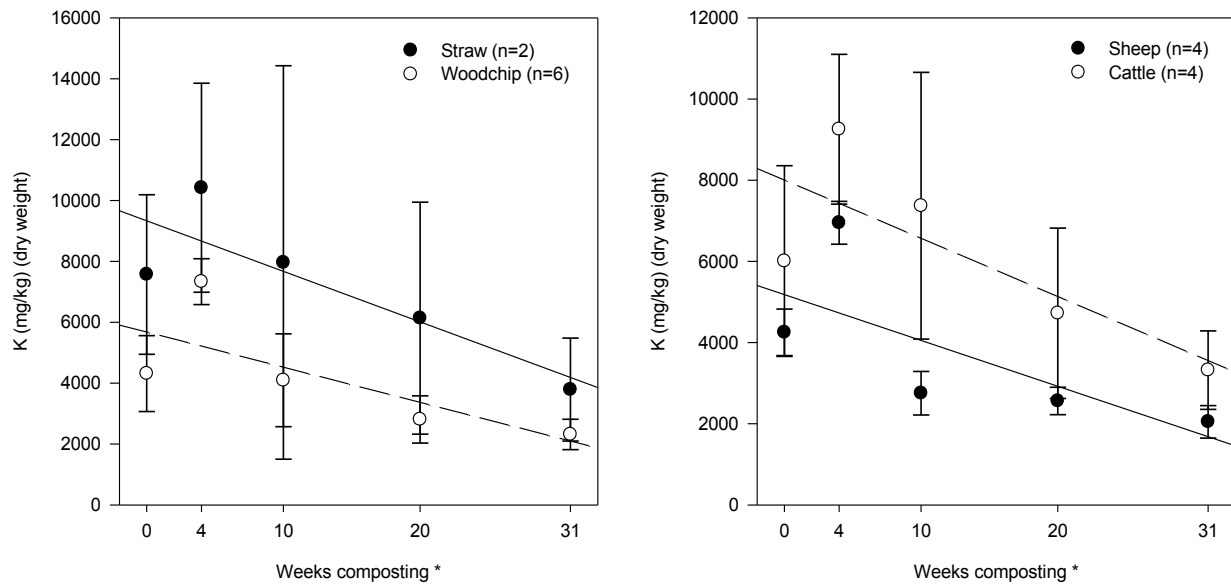 16000
14000
12000
10000
8000
6000
4000
2000
0
K (mg/kg) (dry weight)
Straw (n=2)
Woodchip (n=6)
0 4 10 20 31
Weeks composting *
12000
10000
8000
6000
4000
2000
0
K (mg/kg) (dry weight)
Sheep (n=4)
Cattle (n=4)
0 4 10 20 31
Weeks composting *